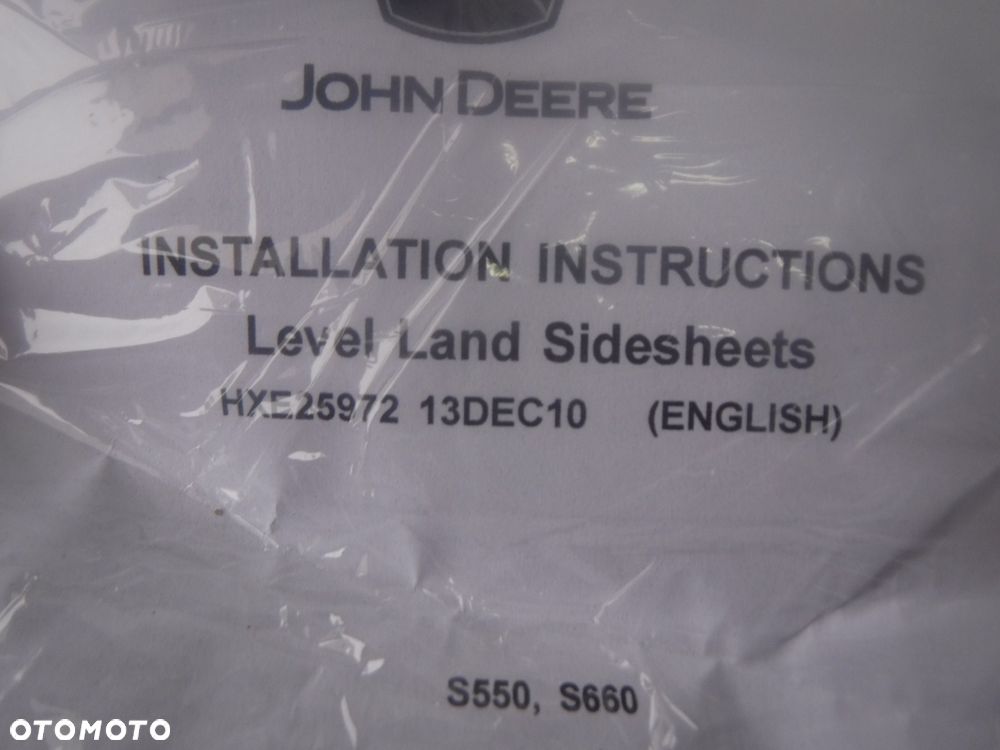 JOHN DEERE
INSTALLATION INSTRUCTIONS
Level Land Sidesheets
HXE25972 13DEC10 (ENGLISH)
S550, S660
OTOMOTO